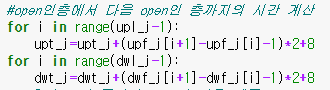 #open인층에서 다음 open인 층까지의 시간 계산
for i in range(upl_j-1):
    upt_j=upt_j+(upf_j[i+1]-upf_j[i]-1)*2+8
for i in range(dwl_j-1):
    dwt_j=dwt_j+(dwf_j[i+1]-dwf_j[i]-1)*2+8